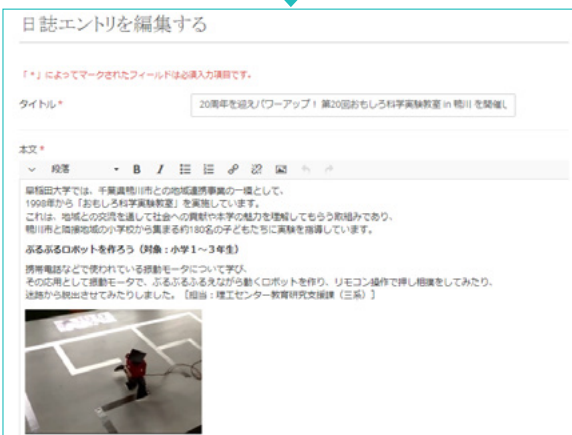 日誌エントリを編集する
「*」によってマークされたフィールドは必須入力項目です。
タイトル*
20周年を迎えパワーアップ! 第20回おもしろ科学実験教室 in 鴨川 を開催し
本文*
段落 B I
早稲田大学では、千葉県鴨川市との地域連携事業の一環として、
1998年から「おもしろ科学実験教室」を実施しています。
これは、地域との交流を通して社会への貢献や本学の魅力を理解してもらう取組みであり、
鴨川市と隣接地域の小学校から集まる約180名の子どもたちに実験を指導しています。
ぶるぶるロボットを作ろう(対象:小学1~3年生)
携帯電話などで使われている振動モータについて学び、
その応用として振動モータで、ぶるぶるふるえながら動くロボットを作り、リモコン操作で押し相撲をしてみたり、
迷路から脱出させてみたりしました。[担当:理工センター教育研究支援課(三系)]